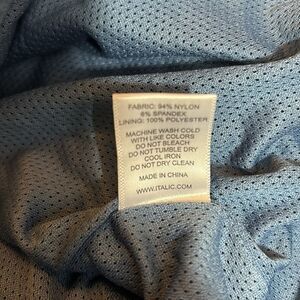 FABRIC: 94% NYLON
6% SPANDEX
LINING: 100% POLYESTER
MACHINE WASH COLD
WITH LIKE COLORS
DO NOT BLEACH
DO NOT TUMBLE DRY
COOL IRON
DO NOT DRY CLEAN
MADE IN CHINA
WWW.ITALIC.COM